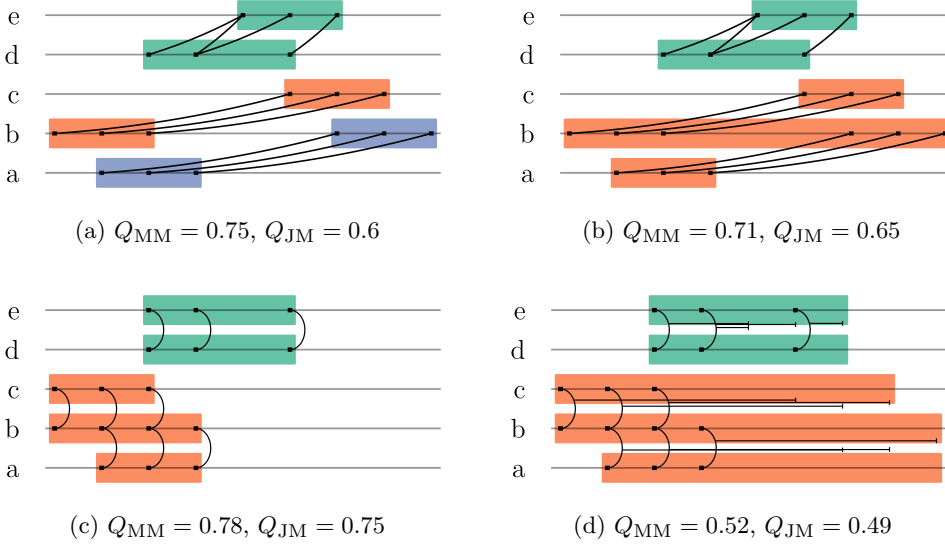 e
d
c
b
a
(a) Q_MM = 0.75, Q_JM = 0.6
e
d
c
b
a
(b) Q_MM = 0.71, Q_JM = 0.65
e
d
c
b
a
(c) Q_MM = 0.78, Q_JM = 0.75
e
d
c
b
a
(d) Q_MM = 0.52, Q_JM = 0.49